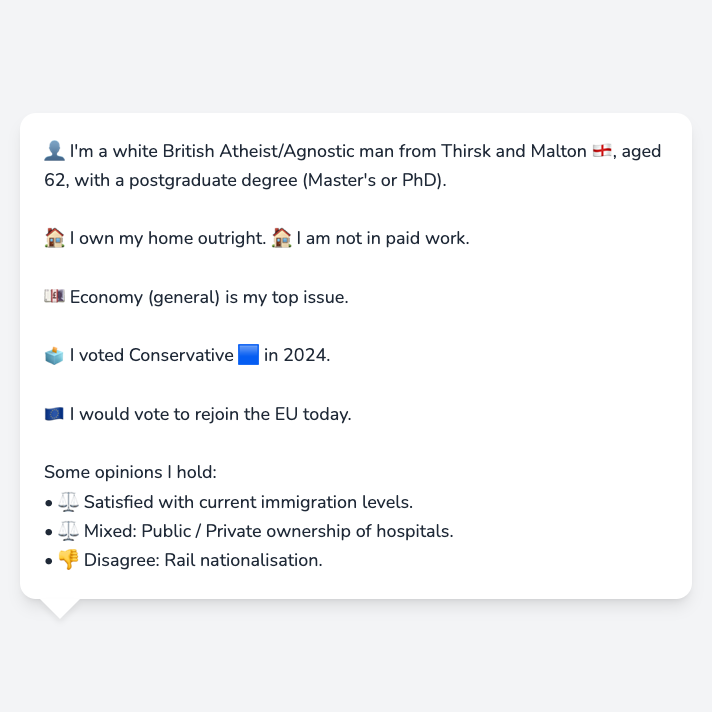 👤 I'm a white British Atheist/Agnostic man from Thirsk and Malton 🏴󠁧󠁢󠁥󠁮󠁧󠁿, aged
62, with a postgraduate degree (Master's or PhD).
🏠 I own my home outright. 🏠 I am not in paid work.
💷 Economy (general) is my top issue.
🗳️ I voted Conservative 🟦 in 2024.
🇪🇺 I would vote to rejoin the EU today.
Some opinions I hold:
• ⚖️ Satisfied with current immigration levels.
• ⚖️ Mixed: Public / Private ownership of hospitals.
• 👎 Disagree: Rail nationalisation.